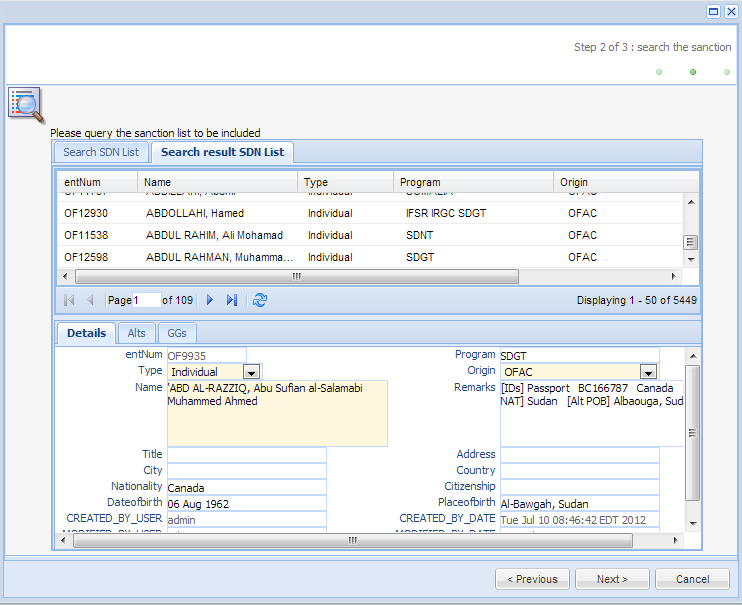 Step 2 of 3 : search the sanction
Please query the sanction list to be included
Search SDN List Search result SDN List
entNum Name Type Program Origin
OF12930 ABDOLLAHI, Hamed Individual IFSR IRGC SDGT OFAC
OF11538 ABDUL RAHIM, Ali Mohamad Individual SDNT OFAC
OF12598 ABDUL RAHMAN, Muhamma... Individual SDGT OFAC
Page 1 of 109 Displaying 1 - 50 of 5449
Details Alts GGs
entNum OF9935 Program SDGT
Type Individual Origin OFAC
Name 'ABD AL-RAZZIQ, Abu Sufian al-Salamabi Remarks [IDs] Passport BC166787 Canada
Muhammed Ahmed NAT] Sudan [Alt POB] Albaouga, Sud
Title Address
City Country
Nationality Canada Citizenship
Dateofbirth 06 Aug 1962 Placeofbirth Al-Bawgah, Sudan
CREATED_BY_USER admin CREATED_BY_DATE Tue Jul 10 08:46:42 EDT 2012
< Previous Next > Cancel